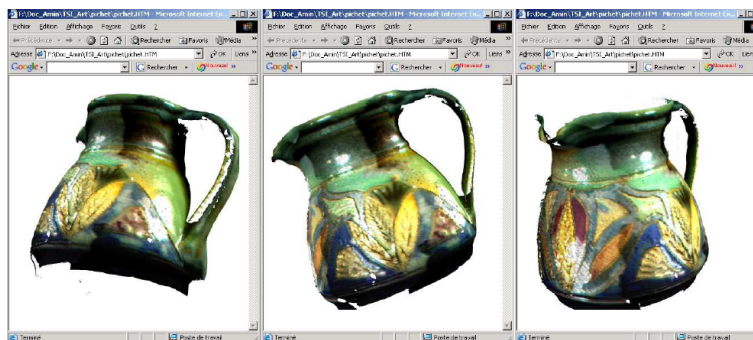 F:\Doc_Amin\TSI_Art\pichet\pichet.HTM - Microsoft Internet Ex...
Fichier Edition Affichage Favoris Outils ?
Précédente Rechercher Favoris Média »
Adresse F:\Doc_Amin\TSI_Art\pichet\pichet.HTM OK Liens »
Google Rechercher Nouveau! »
Terminé Poste de travail
F:\Doc_Amin\TSI_Art\pichet\pichet.HTM - Microsoft Internet Ex...
Fichier Edition Affichage Favoris Outils ?
Précédente Rechercher Favoris Média »
Adresse F:\Doc_Amin\TSI_Art\pichet\pichet.HTM OK Liens »
Google Rechercher Nouveau! »
Terminé Poste de travail
F:\Doc_Amin\TSI_Art\pichet\pichet.HTM - Microsoft Internet Ex...
Fichier Edition Affichage Favoris Outils ?
Précédente Rechercher Favoris Média »
Adresse F:\Doc_Amin\TSI_Art\pichet\pichet.HTM OK Liens »
Google Rechercher Nouveau! »
Terminé Poste de travail